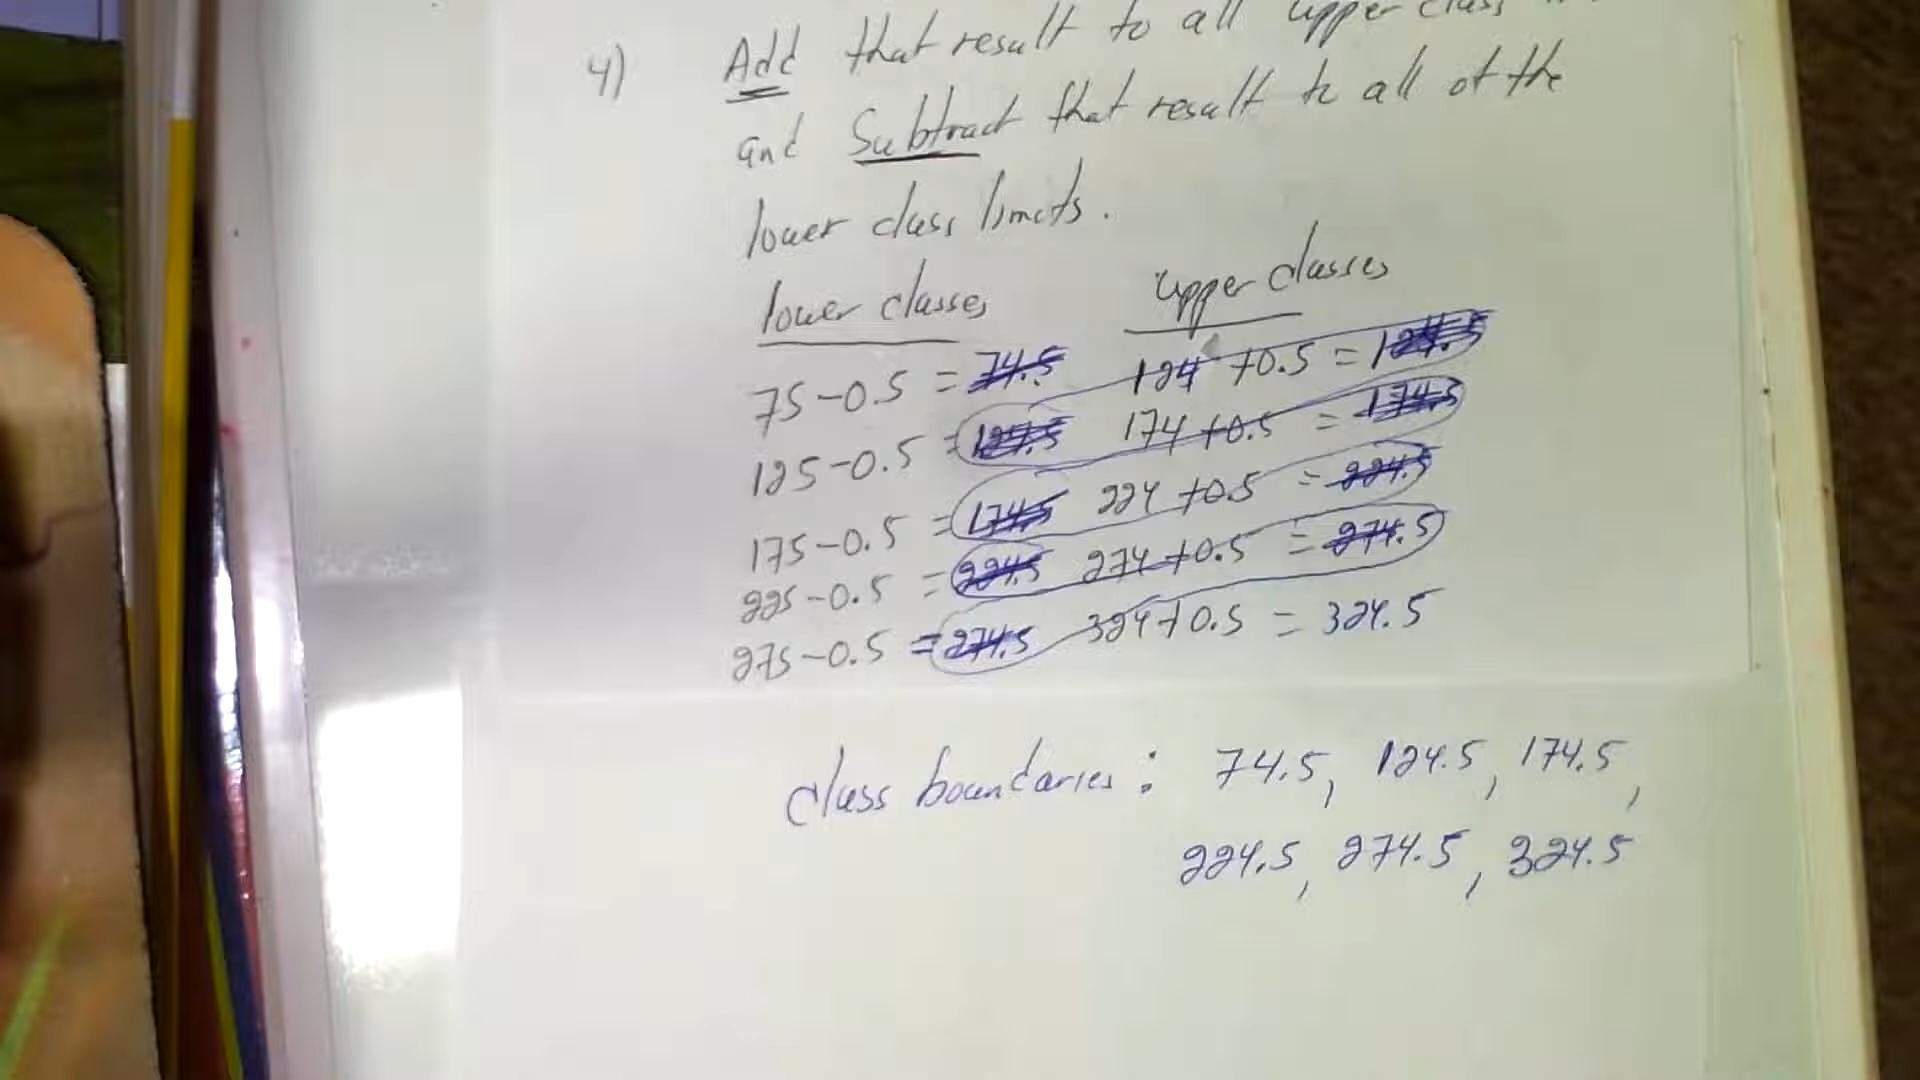 4) Add that result to all upper class
and Subtract that result to all of the
lower class limits.
lower classes upper classes
75-0.5 = 74.5 124 +0.5 = 124.5
125-0.5 = 124.5 174 +0.5 = 174.5
175-0.5 = 174.5 224 +0.5 = 224.5
225-0.5 = 224.5 274 +0.5 = 274.5
275-0.5 = 274.5 324+0.5 = 324.5
class boundaries: 74.5, 124.5, 174.5,
224.5, 274.5, 324.5